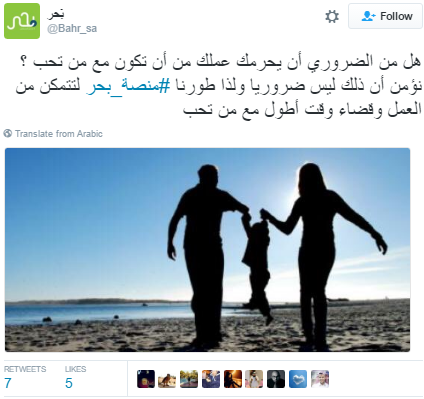 بَحر
@Bahr_sa
Follow
هل من الضروري أن يحرمك عملك من أن تكون مع من تحب ؟
نؤمن أن ذلك ليس ضروريا ولذا طورنا #منصة_بحر لتتمكن من
العمل وقضاء وقت أطول مع من تحب
Translate from Arabic
RETWEETS
7
LIKES
5